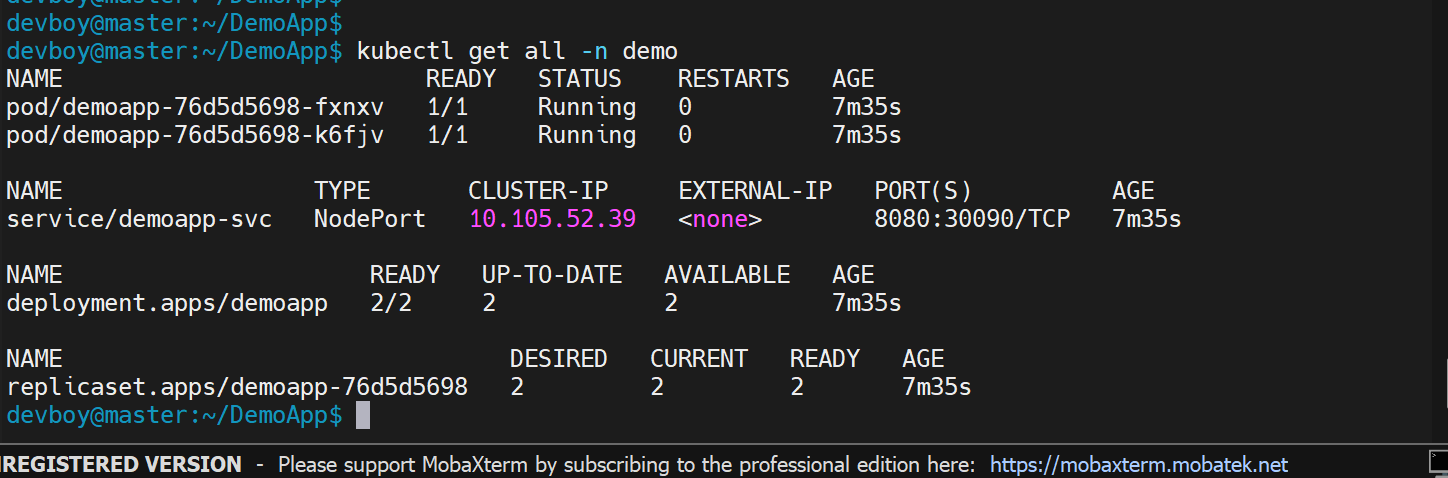 devboy@master:~/DemoApp$
devboy@master:~/DemoApp$
devboy@master:~/DemoApp$ kubectl get all -n demo
NAME READY STATUS RESTARTS AGE
pod/demoapp-76d5d5698-fxnxv 1/1 Running 0 7m35s
pod/demoapp-76d5d5698-k6fjv 1/1 Running 0 7m35s
NAME TYPE CLUSTER-IP EXTERNAL-IP PORT(S) AGE
service/demoapp-svc NodePort 10.105.52.39 <none> 8080:30090/TCP 7m35s
NAME READY UP-TO-DATE AVAILABLE AGE
deployment.apps/demoapp 2/2 2 2 7m35s
NAME DESIRED CURRENT READY AGE
replicaset.apps/demoapp-76d5d5698 2 2 2 7m35s
devboy@master:~/DemoApp$
REGISTERED VERSION - Please support MobaXterm by subscribing to the professional edition here: https://mobaxterm.mobatek.net